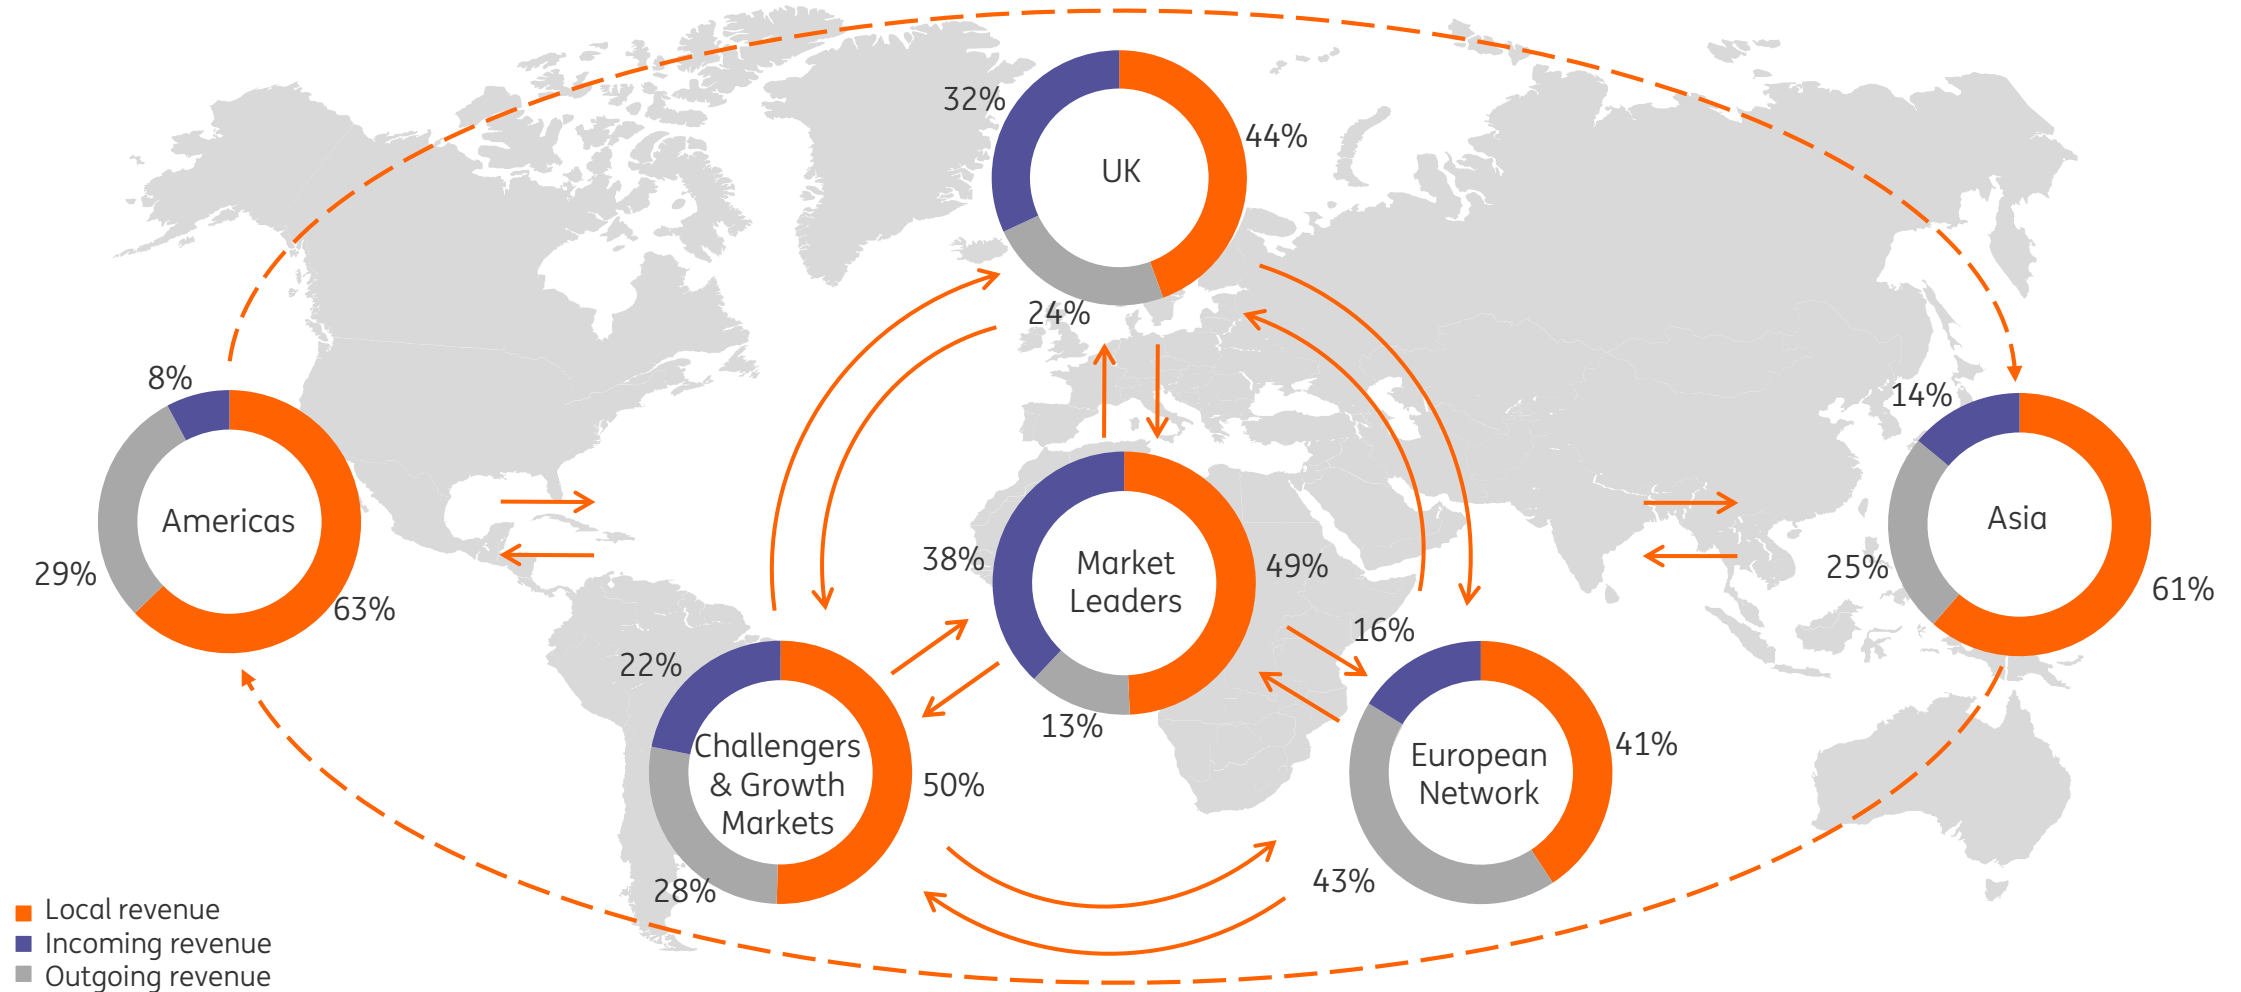 32%
44%
UK
24%
8%
Americas
29%
63%
14%
Asia
25%
61%
38%
Market
Leaders
49%
13%
22%
Challengers
& Growth
Markets
50%
28%
16%
European
Network
41%
43%
Local revenue
Incoming revenue
Outgoing revenue